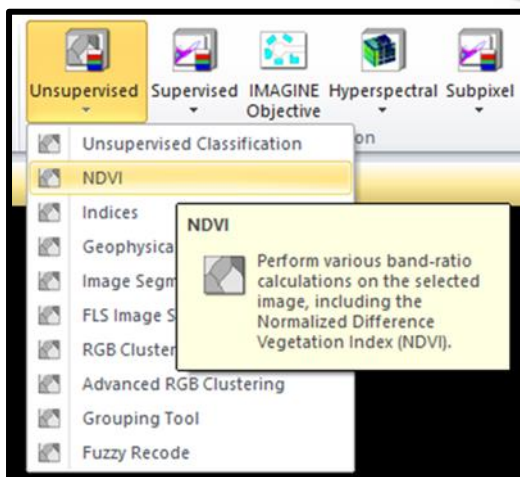 Unsupervised Supervised IMAGINE Objective Hyperspectral Subpixel
on
Unsupervised Classification
NDVI
Indices
Geophysica
Image Segm
FLS Image S
RGB Cluster
Advanced RGB Clustering
Grouping Tool
Fuzzy Recode
NDVI
Perform various band-ratio
calculations on the selected
image, including the
Normalized Difference
Vegetation Index (NDVI).